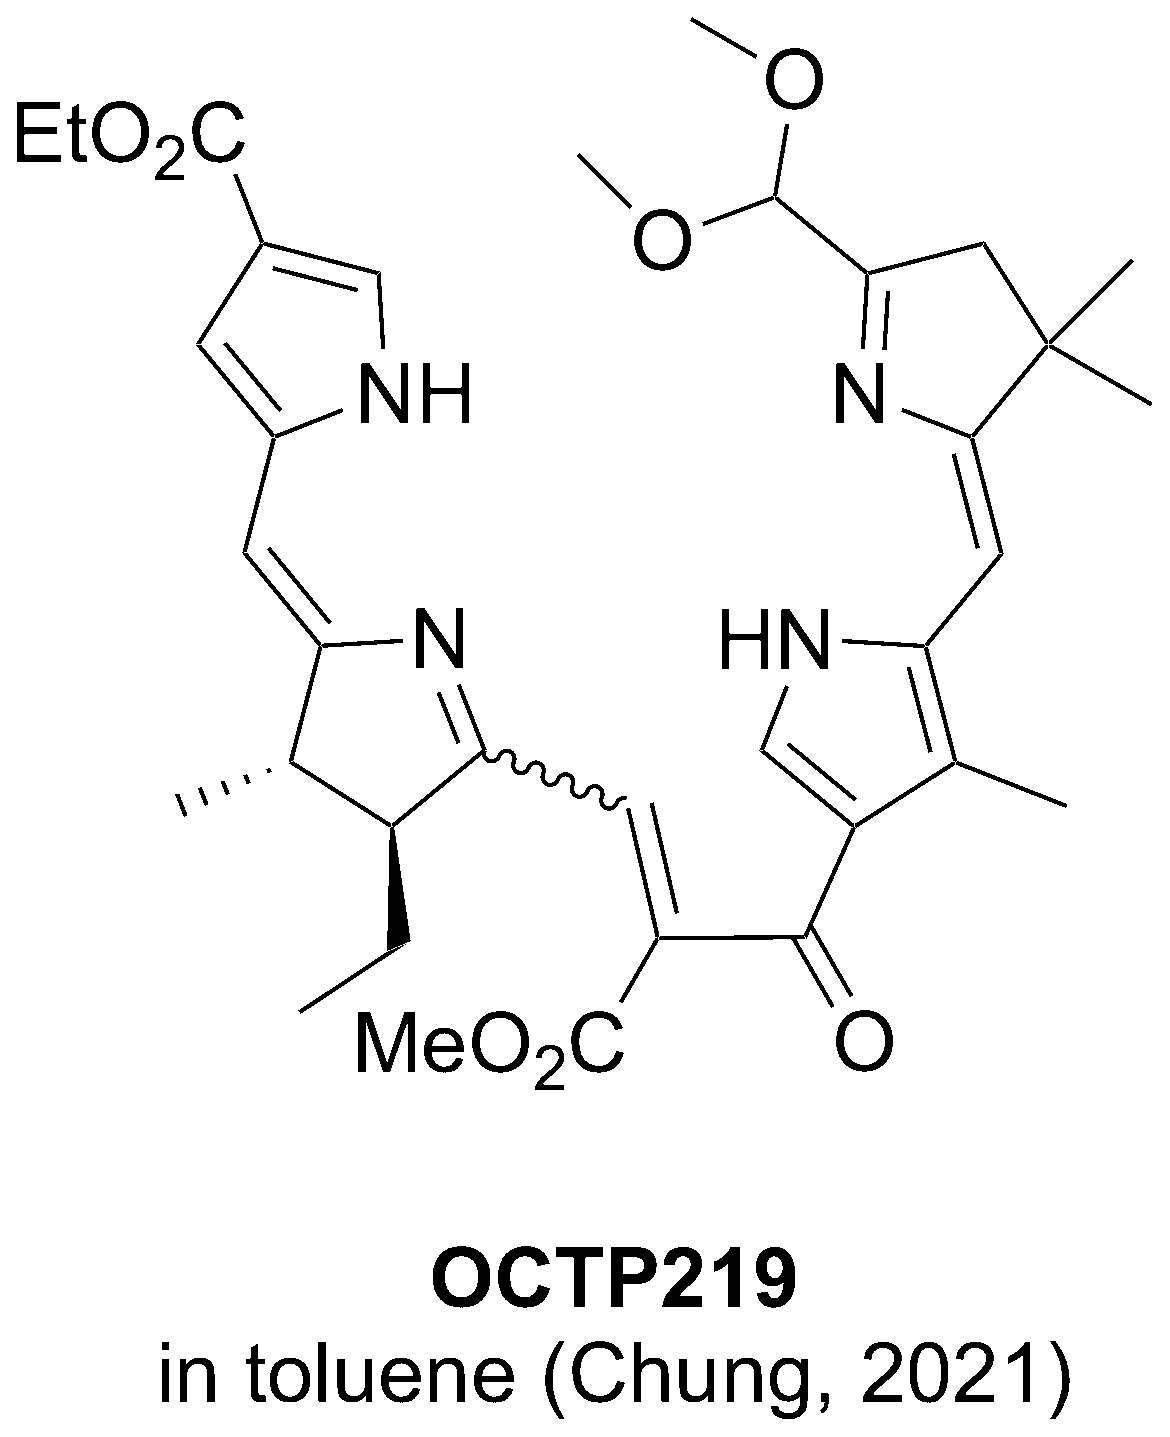 O
EtO₂C
O
N
NH
N
HN
MeO₂C
O
OCTP219
in toluene (Chung, 2021)